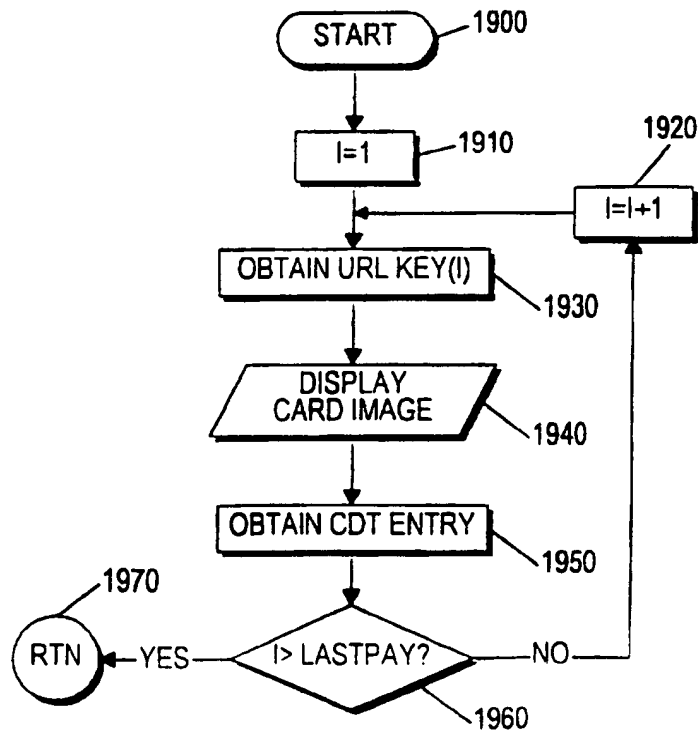 START
1900
I=1
1910
1920
I=I+1
OBTAIN URL KEY(I)
1930
DISPLAY
CARD IMAGE
1940
OBTAIN CDT ENTRY
1950
1970
RTN
YES
I> LASTPAY?
NO
1960